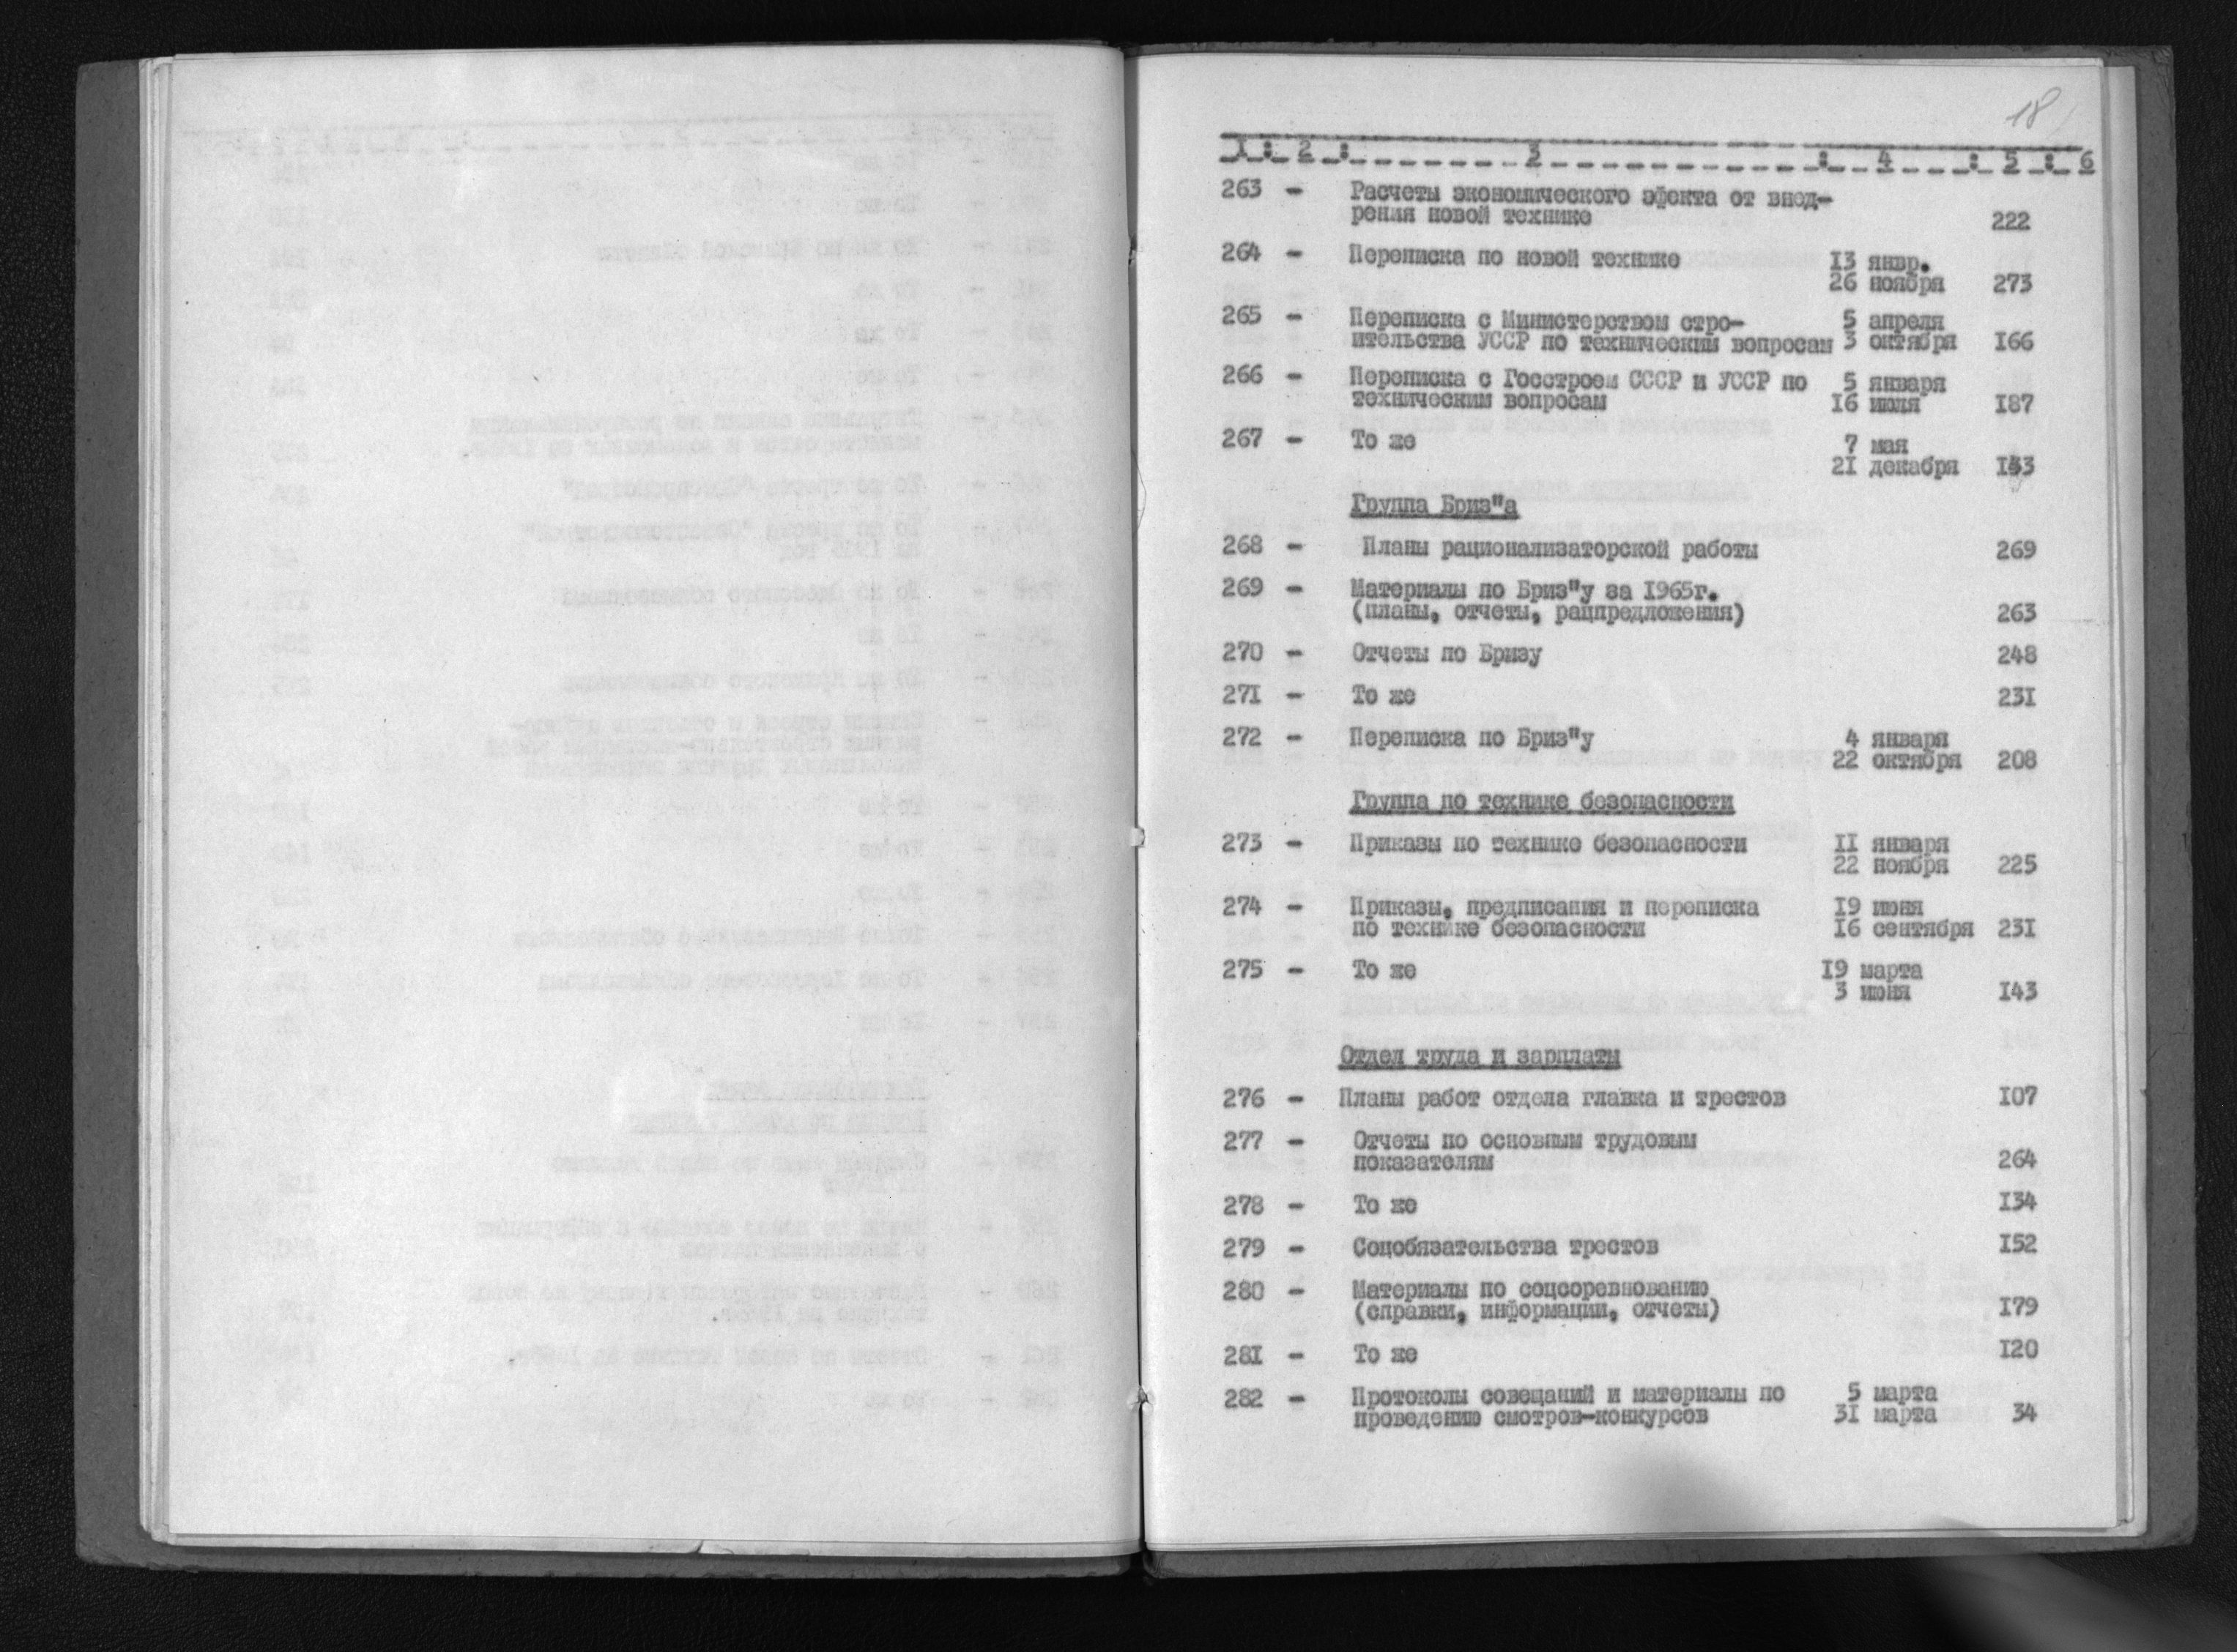 18
1 : 2 : 3 : 4 : 5 : 6
263 - Расчеты экономического эфекта от внед-
рения новой технике 222
264 - Переписка по новой технике 13 янвр.
26 ноября 273
265 - Переписка с Министерством стро- 5 апреля
ительства УССР по техническим вопросам 3 октября 166
266 - Переписка с Госстроем СССР и УССР по 5 января
техническим вопросам 16 июля 187
267 - То же 7 мая
21 декабря
Группа Бриз"а
268 - Планы рационализаторской работы 269
269 - Материалы по Бриз"у за 1965г.
(планы, отчеты, рацпредложения) 263
270 - Отчеты по Бризу 248
271 - То же 231
272 - Переписка по Бриз"у 4 января
22 октября 208
Группа по технике безопасности
273 - Приказы по технике безопасности 11 января
22 ноября 225
274 - Приказы, предписания и переписка 19 июня
по технике безопасности 16 сентября 231
275 - То же 19 марта
3 июня 143
Отдел труда и зарплаты
276 - Планы работ отдела главка и трестов 107
277 - Отчеты по основным трудовым
показателям 264
278 - То же 134
279 - Соцобязательства трестов 152
280 - Материалы по соцсоревнованию
(справки, информации, отчеты) 179
281 - То же 120
282 - Протоколы совещаний и материалы по 5 марта
проведению смотров-конкурсов 31 марта 34